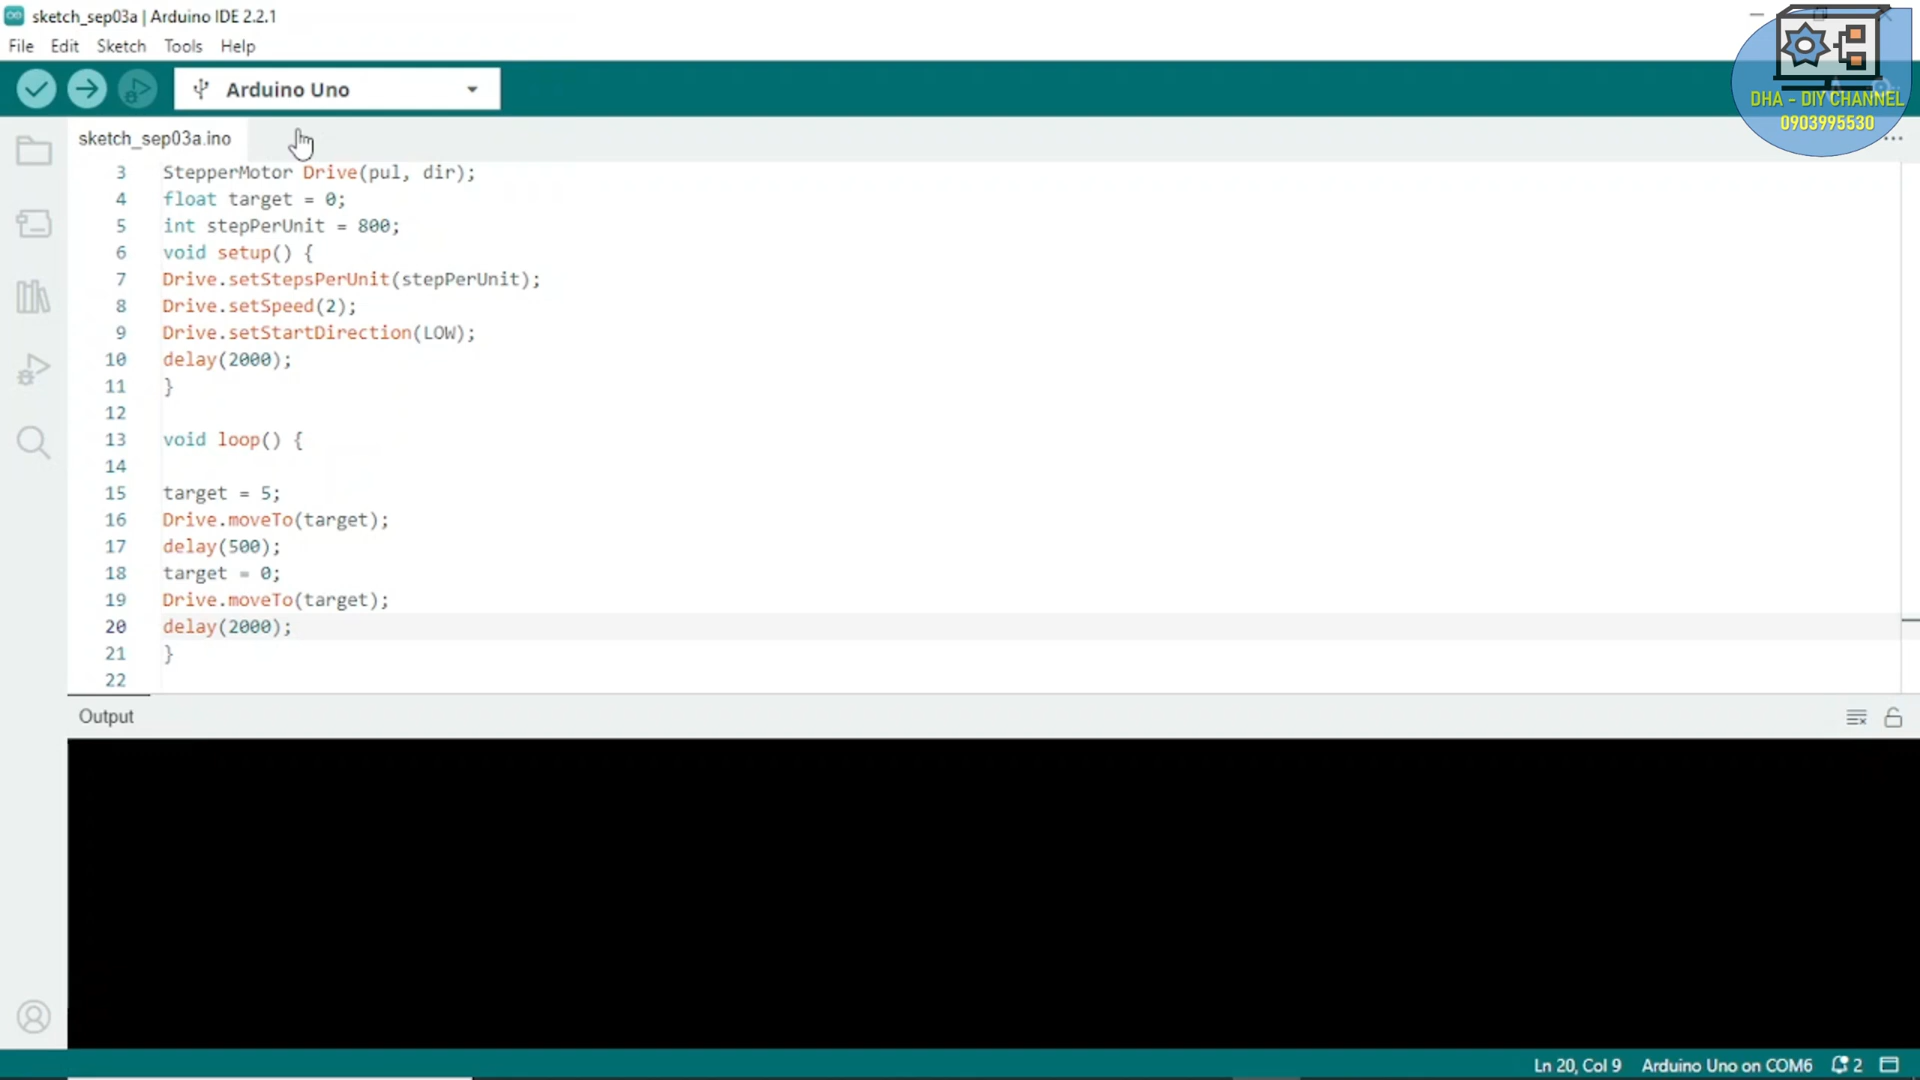 sketch_sep03a | Arduino IDE 2.2.1
File Edit Sketch Tools Help
Arduino Uno
DHA - DIY CHANNEL
0903995530
sketch_sep03a.ino
3 StepperMotor Drive(pul, dir);
4 float target = 0;
5 int stepPerUnit = 800;
6 void setup() {
7 Drive.setStepsPerUnit(stepPerUnit);
8 Drive.setSpeed(2);
9 Drive.setStartDirection(LOW);
10 delay(2000);
11 }
12
13 void loop() {
14
15 target = 5;
16 Drive.moveTo(target);
17 delay(500);
18 target = 0;
19 Drive.moveTo(target);
20 delay(2000);
21 }
22
Output
Ln 20, Col 9 Arduino Uno on COM6 2